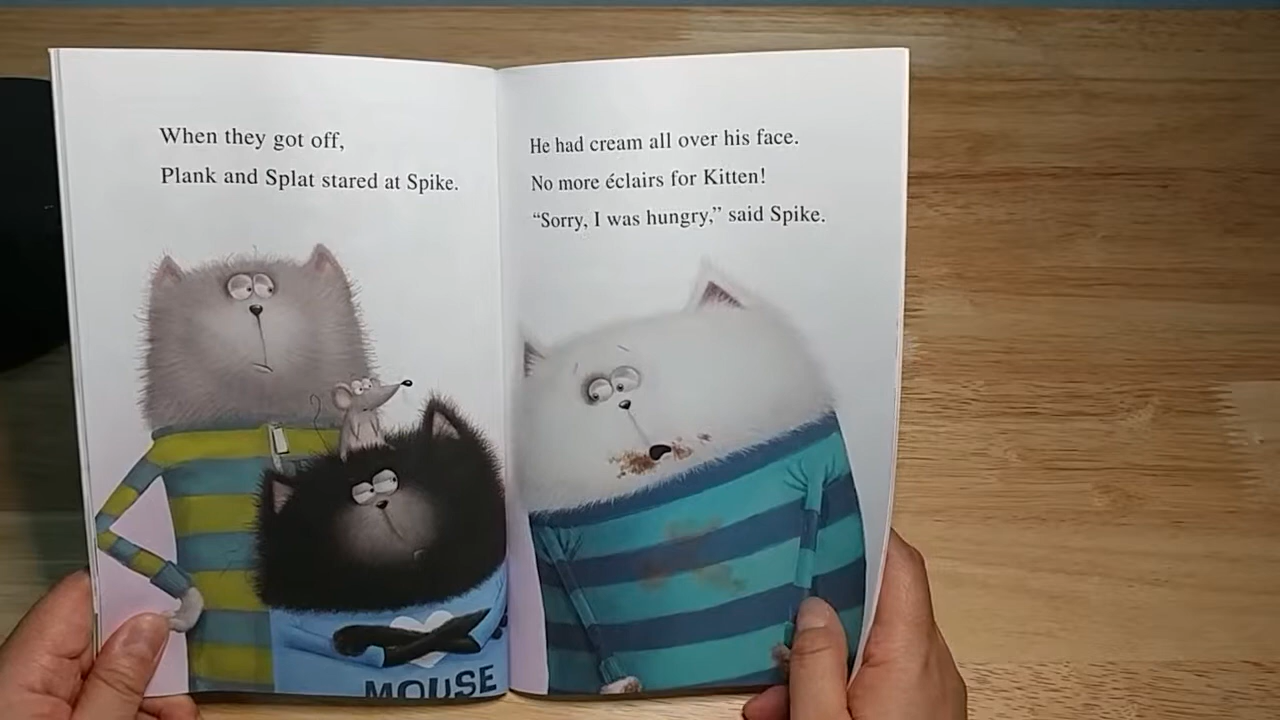 When they got off,
Plank and Splat stared at Spike.
He had cream all over his face.
No more éclairs for Kitten!
“Sorry, I was hungry,” said Spike.
MOUSE